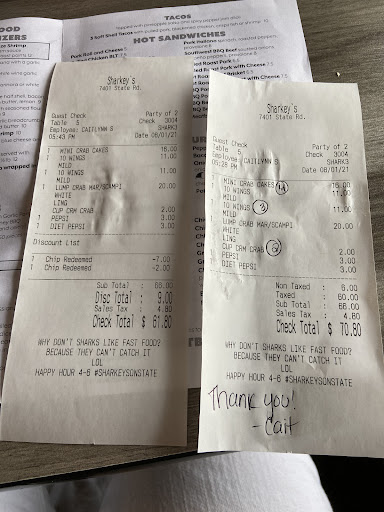 TACOS
HOT SANDWICHES
Sharkey's
7401 State Rd.
Guest Check Party of 2
Table 5 Check 3004
Employee: CAITLYNN S SHARK3
05:43 PM Date 08/01/21
1 MINI CRAB CAKES 16.00
1 10 WINGS 11.00
MILD
1 10 WINGS 11.00
MILD
1 LUMP CRAB WAR/SCAMPI 20.00
WHITE
LING
1 CUP CRM CRAB 2.00
1 PEPSI 3.00
1 DIET PEPSI 3.00
Discount List
1 Chip Redeemed -7.00
1 Chip Redeemed -2.00
Sub Total : 66.00
Disc Total : 9.00
Sales Tax : 4.80
Check Total $ 61.80
WHY DON'T SHARKS LIKE FAST FOOD?
BECAUSE THEY CAN'T CATCH IT
LOL
HAPPY HOUR 4-6 #SHARKEYSONSTATE
Sharkey's
7401 State Rd.
Guest Check Party of 2
Table 5 Check 3004
Employee: CAITLYNN S SHARK3
05:28 PM Date 08/01/21
1 MINI CRAB CAKES 16.00
1 10 WINGS 11.00
MILD
1 10 WINGS 3 11.00
MILD
1 LUMP CRAB WAR/SCAMPI 20.00
WHITE
LING
1 CUP CRM CRAB 2.00
1 PEPSI 3.00
1 DIET PEPSI 3.00
Non Taxed : 6.00
Taxed : 60.00
Sub Total : 66.00
Sales Tax : 4.80
Check Total $ 70.80
WHY DON'T SHARKS LIKE FAST FOOD?
BECAUSE THEY CAN'T CATCH IT
LOL
HAPPY HOUR 4-6 #SHARKEYSONSTATE
Thank you!
-Cait